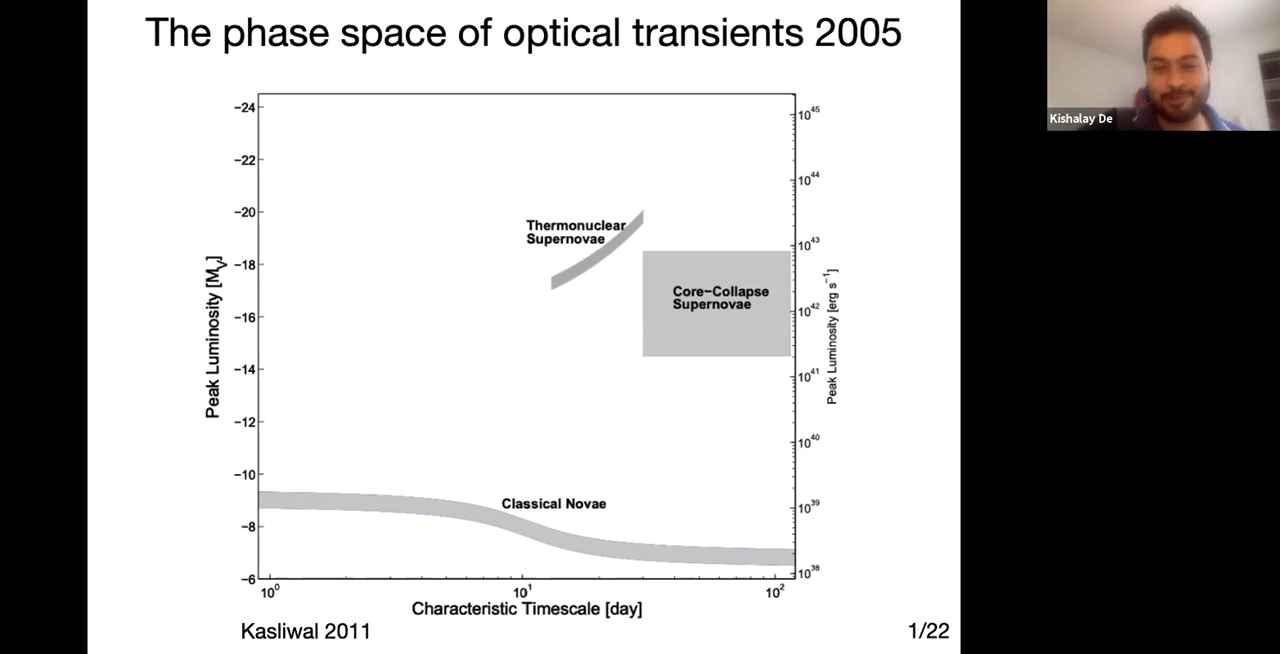 The phase space of optical transients 2005
Kishalay De
−24
−22
−20
−18
−16
−14
−12
−10
−8
−6
Peak Luminosity [M_V]
Thermonuclear
Supernovae
Core−Collapse
Supernovae
Classical Novae
10^45
10^44
10^43
10^42
10^41
10^40
10^39
10^38
Peak Luminosity [erg s^−1]
10^0
10^1
10^2
Characteristic Timescale [day]
Kasliwal 2011
1/22